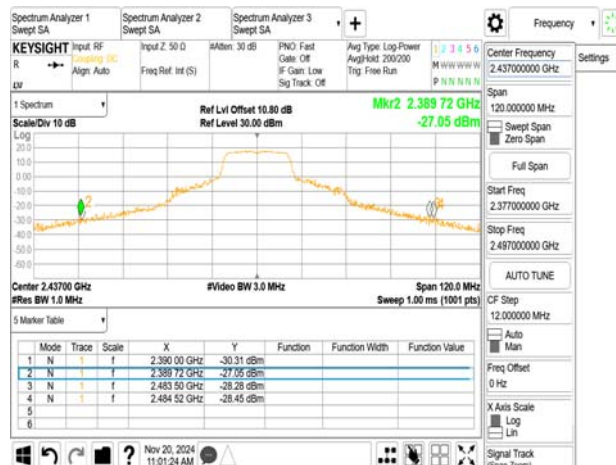 Spectrum Analyzer 1
Swept SA
Spectrum Analyzer 2
Swept SA
Spectrum Analyzer 3
Swept SA
+
Frequency
KEYSIGHT
R
Input: RF
Coupling: DC
Align: Auto
Input Z: 50 Ω
Freq Ref: Int (S)
#Atten: 30 dB
PNO: Fast
Gate: Off
IF Gain: Low
Sig Track: Off
Avg Type: Log-Power
Avg|Hold: 200/200
Trig: Free Run
1 2 3 4 5 6
M W W W W W
P N N N N N
Center Frequency
2.437000000 GHz
Settings
Span
120.000000 MHz
Swept Span
Zero Span
Full Span
Start Freq
2.377000000 GHz
Stop Freq
2.497000000 GHz
AUTO TUNE
CF Step
12.000000 MHz
Auto
Man
Freq Offset
0 Hz
X Axis Scale
Log
Lin
Signal Track
1 Spectrum
Scale/Div 10 dB
Ref Lvl Offset 10.80 dB
Ref Level 30.00 dBm
Mkr2 2.389 72 GHz
-27.05 dBm
Log
20.0
10.0
0.00
-10.0
-20.0
-30.0
-40.0
-50.0
-60.0
2
4
Center 2.43700 GHz
#Video BW 3.0 MHz
Span 120.0 MHz
#Res BW 1.0 MHz
Sweep 1.00 ms (1001 pts)
5 Marker Table
Mode Trace Scale X Y Function Function Width Function Value
1 N 1 f 2.390 00 GHz -30.31 dBm
2 N 1 f 2.389 72 GHz -27.05 dBm
3 N 1 f 2.483 50 GHz -28.28 dBm
4 N 1 f 2.484 52 GHz -28.45 dBm
5
6
?
Nov 20, 2024
11:01:24 AM